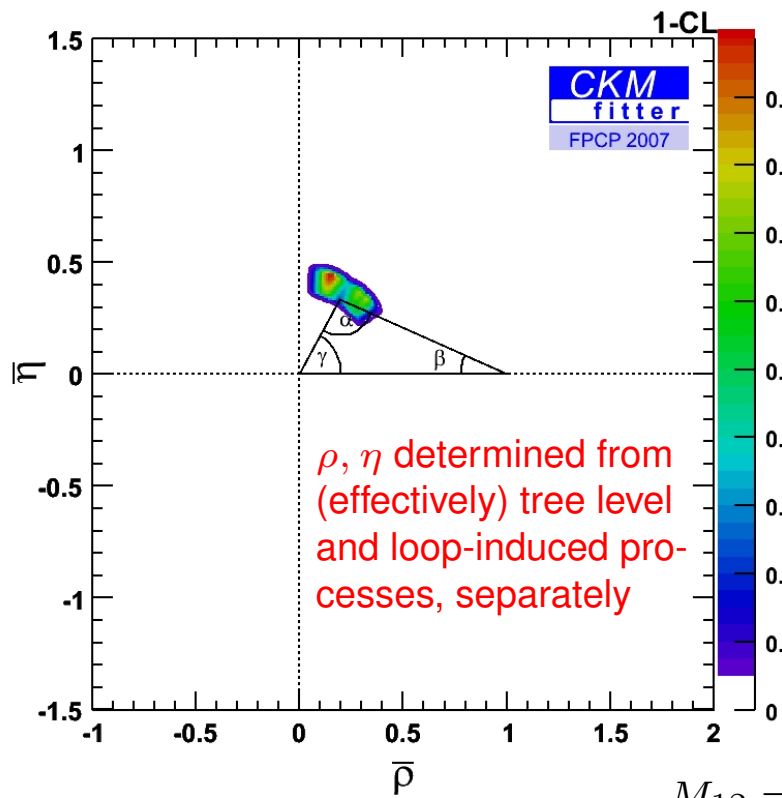 1-CL
1.5
1
0.5
0
-0.5
-1
-1.5
η
CKM
fitter
FPCP 2007
α
γ
β
ρ, η determined from
(effectively) tree level
and loop-induced pro-
cesses, separately
-1
-0.5
0
0.5
1
1.5
2
ρ
0